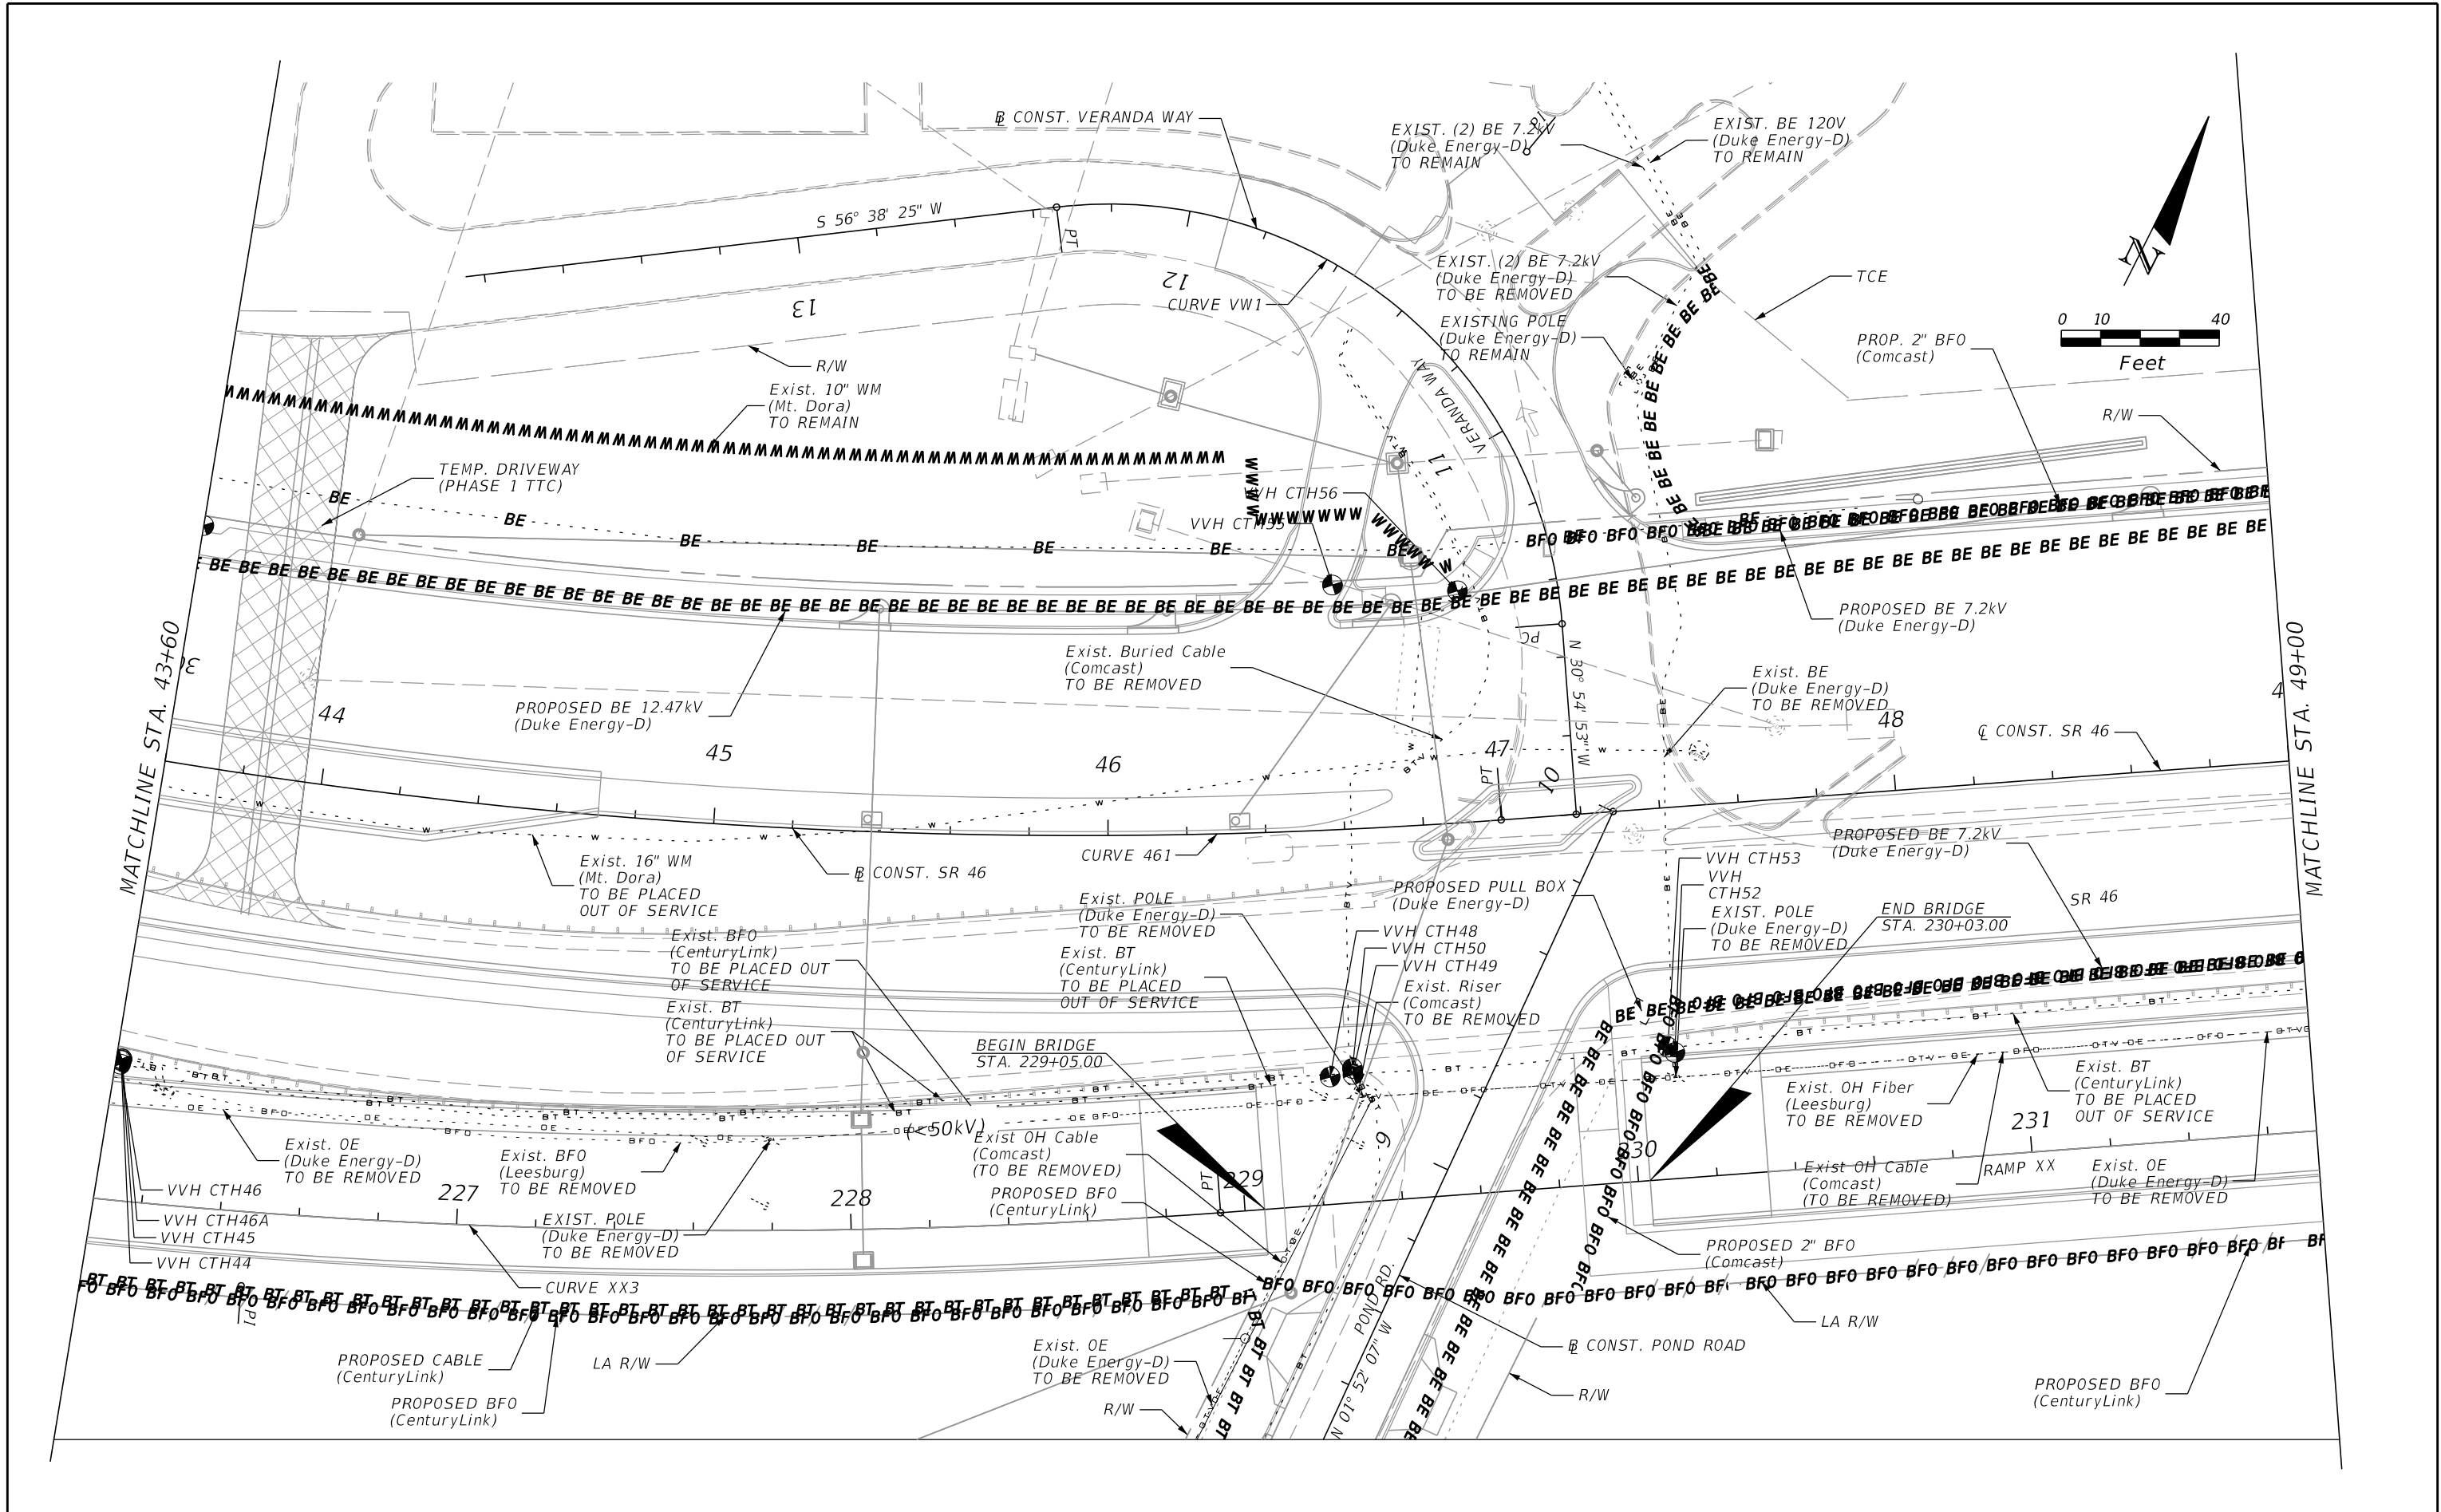 ℄ CONST. VERANDA WAY
EXIST. (2) BE 7.2kV
(Duke Energy-D)
TO REMAIN
EXIST. BE 120V
(Duke Energy-D)
TO REMAIN
S 56° 38' 25" W
PT
12
13
CURVE VW1
EXIST. (2) BE 7.2kV
(Duke Energy-D)
TO BE REMOVED
TCE
N
EXISTING POLE
(Duke Energy-D)
TO REMAIN
0 10 40
Feet
PROP. 2" BFO
(Comcast)
R/W
Exist. 10" WM
(Mt. Dora)
TO REMAIN
VERANDA WAY
R/W
11
TEMP. DRIVEWAY
(PHASE 1 TTC)
VVH CTH56
VVH CTH55
BE BE BE BE BE BE BE
PROPOSED BE 7.2kV
(Duke Energy-D)
PC
N 30° 54' 53" W
MATCHLINE STA. 43+60
MATCHLINE STA. 49+00
Exist. Buried Cable
(Comcast)
TO BE REMOVED
Exist. BE
(Duke Energy-D)
TO BE REMOVED
PROPOSED BE 12.47kV
(Duke Energy-D)
44
45
46
47
48
4
PT
10
℄ CONST. SR 46
Exist. 16" WM
(Mt. Dora)
TO BE PLACED
OUT OF SERVICE
℄ CONST. SR 46
CURVE 461
PROPOSED BE 7.2kV
(Duke Energy-D)
VVH CTH53
VVH
CTH52
EXIST. POLE
(Duke Energy-D)
TO BE REMOVED
PROPOSED PULL BOX
(Duke Energy-D)
SR 46
END BRIDGE
STA. 230+03.00
Exist. POLE
(Duke Energy-D)
TO BE REMOVED
Exist. BFO
(CenturyLink)
TO BE PLACED OUT
OF SERVICE
Exist. BT
(CenturyLink)
TO BE PLACED
OUT OF SERVICE
VVH CTH48
VVH CTH50
VVH CTH49
Exist. Riser
(Comcast)
TO BE REMOVED
Exist. BT
(CenturyLink)
TO BE PLACED OUT
OF SERVICE
BEGIN BRIDGE
STA. 229+05.00
Exist. BT
(CenturyLink)
TO BE PLACED
OUT OF SERVICE
Exist. OH Fiber
(Leesburg)
TO BE REMOVED
(<50kV)
Exist. OE
(Duke Energy-D)
TO BE REMOVED
Exist. BFO
(Leesburg)
TO BE REMOVED
Exist OH Cable
(Comcast)
(TO BE REMOVED)
9
231
230
RAMP XX
Exist OH Cable
(Comcast)
(TO BE REMOVED)
Exist. OE
(Duke Energy-D)
TO BE REMOVED
VVH CTH46
VVH CTH46A
VVH CTH45
VVH CTH44
227
228
PT
229
EXIST. POLE
(Duke Energy-D)
TO BE REMOVED
PROPOSED BFO
(CenturyLink)
CURVE XX3
PROPOSED 2" BFO
(Comcast)
PI
POND RD.
LA R/W
℄ CONST. POND ROAD
PROPOSED CABLE
(CenturyLink)
LA R/W
Exist. OE
(Duke Energy-D)
TO BE REMOVED
N 01° 52' 07" W
R/W
PROPOSED BFO
(CenturyLink)
R/W
PROPOSED BFO
(CenturyLink)